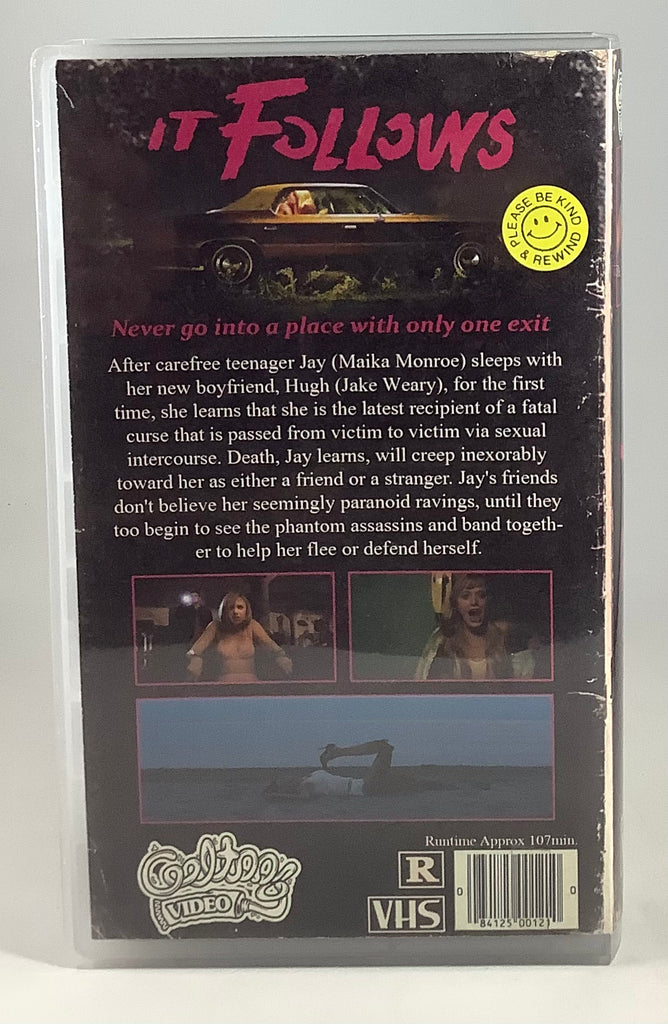 IT FOLLOWS
PLEASE BE KIND
& REWIND
Never go into a place with only one exit
After carefree teenager Jay (Maika Monroe) sleeps with
her new boyfriend, Hugh (Jake Weary), for the first
time, she learns that she is the latest recipient of a fatal
curse that is passed from victim to victim via sexual
intercourse. Death, Jay learns, will creep inexorably
toward her as either a friend or a stranger. Jay's friends
don't believe her seemingly paranoid ravings, until they
too begin to see the phantom assassins and band togeth-
er to help her flee or defend herself.
Runtime Approx 107min.
VIDEO
R
VHS
0 84125 00121 0